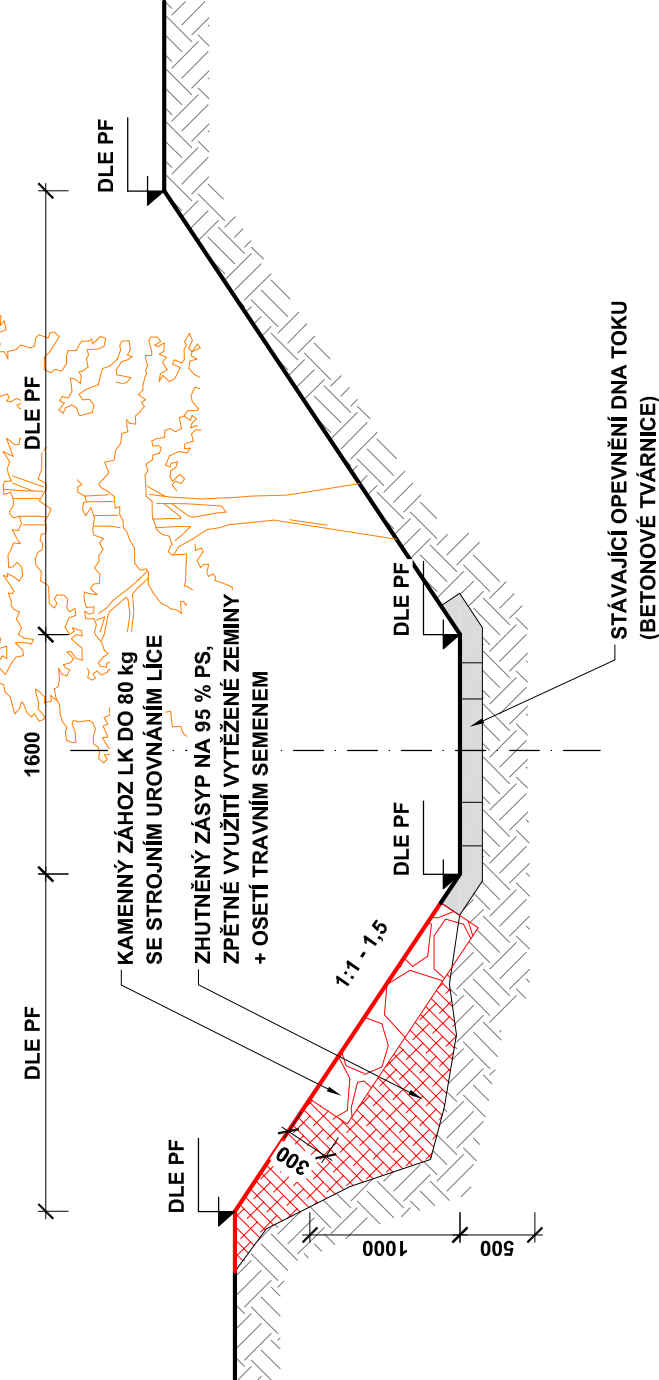 DLE PF
1600
DLE PF
DLE PF
DLE PF
DLE PF
DLE PF
KAMENNÝ ZÁHOZ LK DO 80 kg
SE STROJNÍM UROVNÁNÍM LÍCE
ZHUTNĚNÝ ZÁSYP NA 95 % PS,
ZPĚTNÉ VYUŽITÍ VYTĚŽENÉ ZEMINY
+ OSETÍ TRAVNÍM SEMENEM
1:1 - 1,5
300
1000
500
STÁVAJÍCÍ OPEVNĚNÍ DNA TOKU
(BETONOVÉ TVÁRNICE)